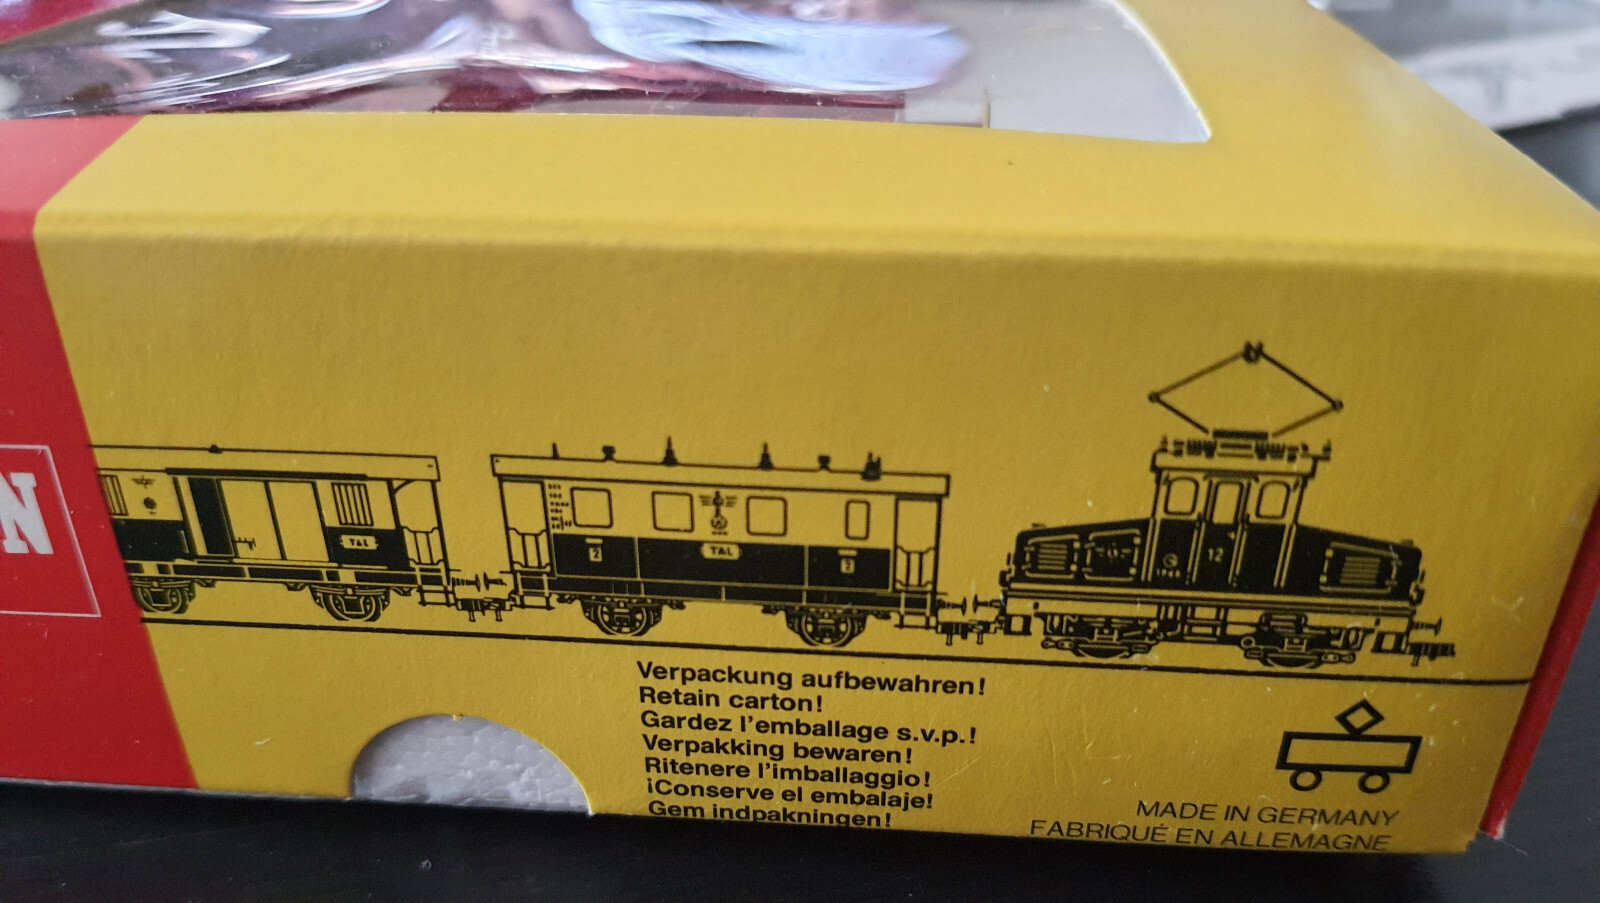 N
TAL
2
TAL
2
G
12
Verpackung aufbewahren!
Retain carton!
Gardez l'emballage s.v.p.!
Verpakking bewaren!
Ritenere l'imballaggio!
¡Conserve el embalaje!
Gem indpakningen!
MADE IN GERMANY
FABRIQUÉ EN ALLEMAGNE